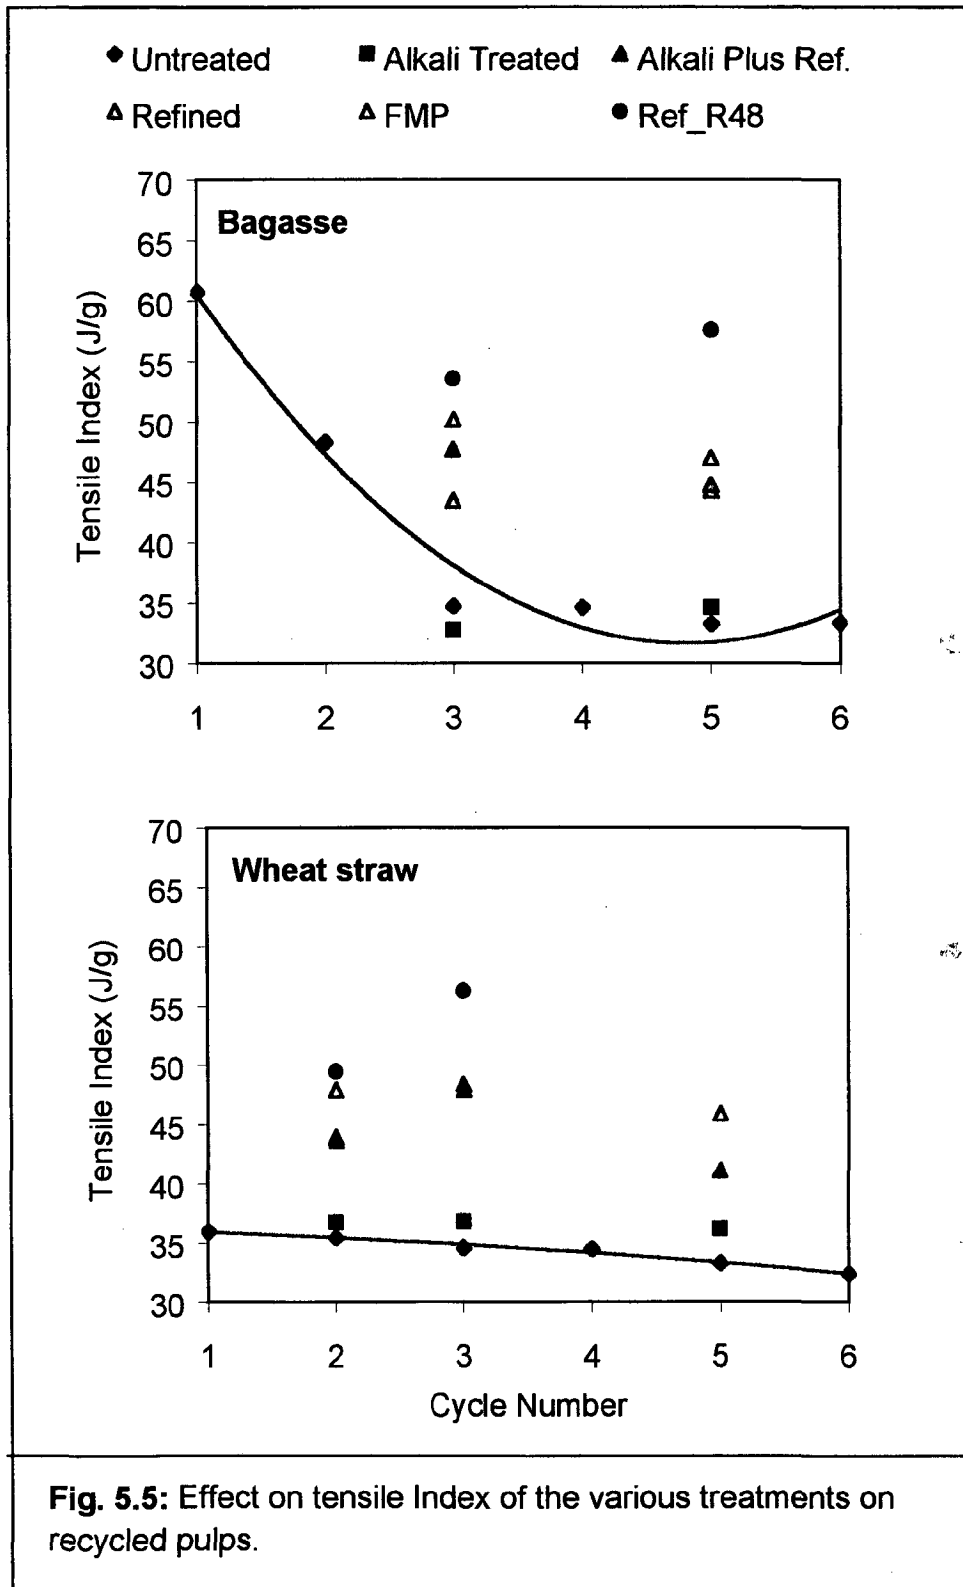 ◆ Untreated ■ Alkali Treated ▲ Alkali Plus Ref.
△ Refined △ FMP ● Ref_R48
Bagasse
Tensile Index (J/g)
70
65
60
55
50
45
40
35
30
1 2 3 4 5 6
Wheat straw
Tensile Index (J/g)
70
65
60
55
50
45
40
35
30
1 2 3 4 5 6
Cycle Number
Fig. 5.5: Effect on tensile Index of the various treatments on
recycled pulps.